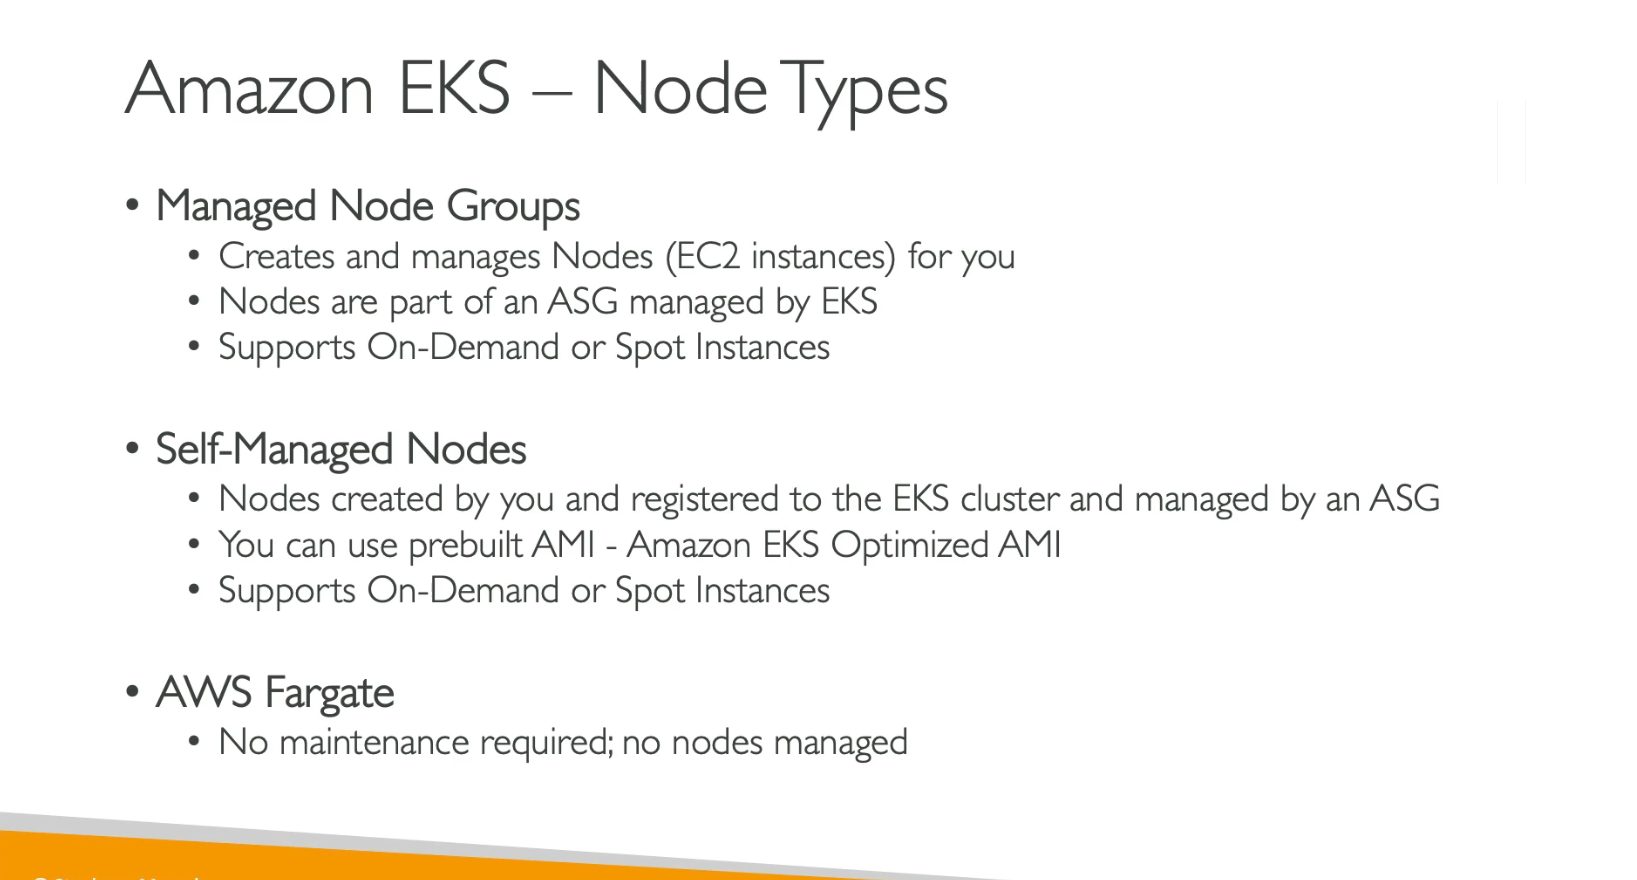 Amazon EKS – Node Types
• Managed Node Groups
• Creates and manages Nodes (EC2 instances) for you
• Nodes are part of an ASG managed by EKS
• Supports On-Demand or Spot Instances
• Self-Managed Nodes
• Nodes created by you and registered to the EKS cluster and managed by an ASG
• You can use prebuilt AMI - Amazon EKS Optimized AMI
• Supports On-Demand or Spot Instances
• AWS Fargate
• No maintenance required; no nodes managed